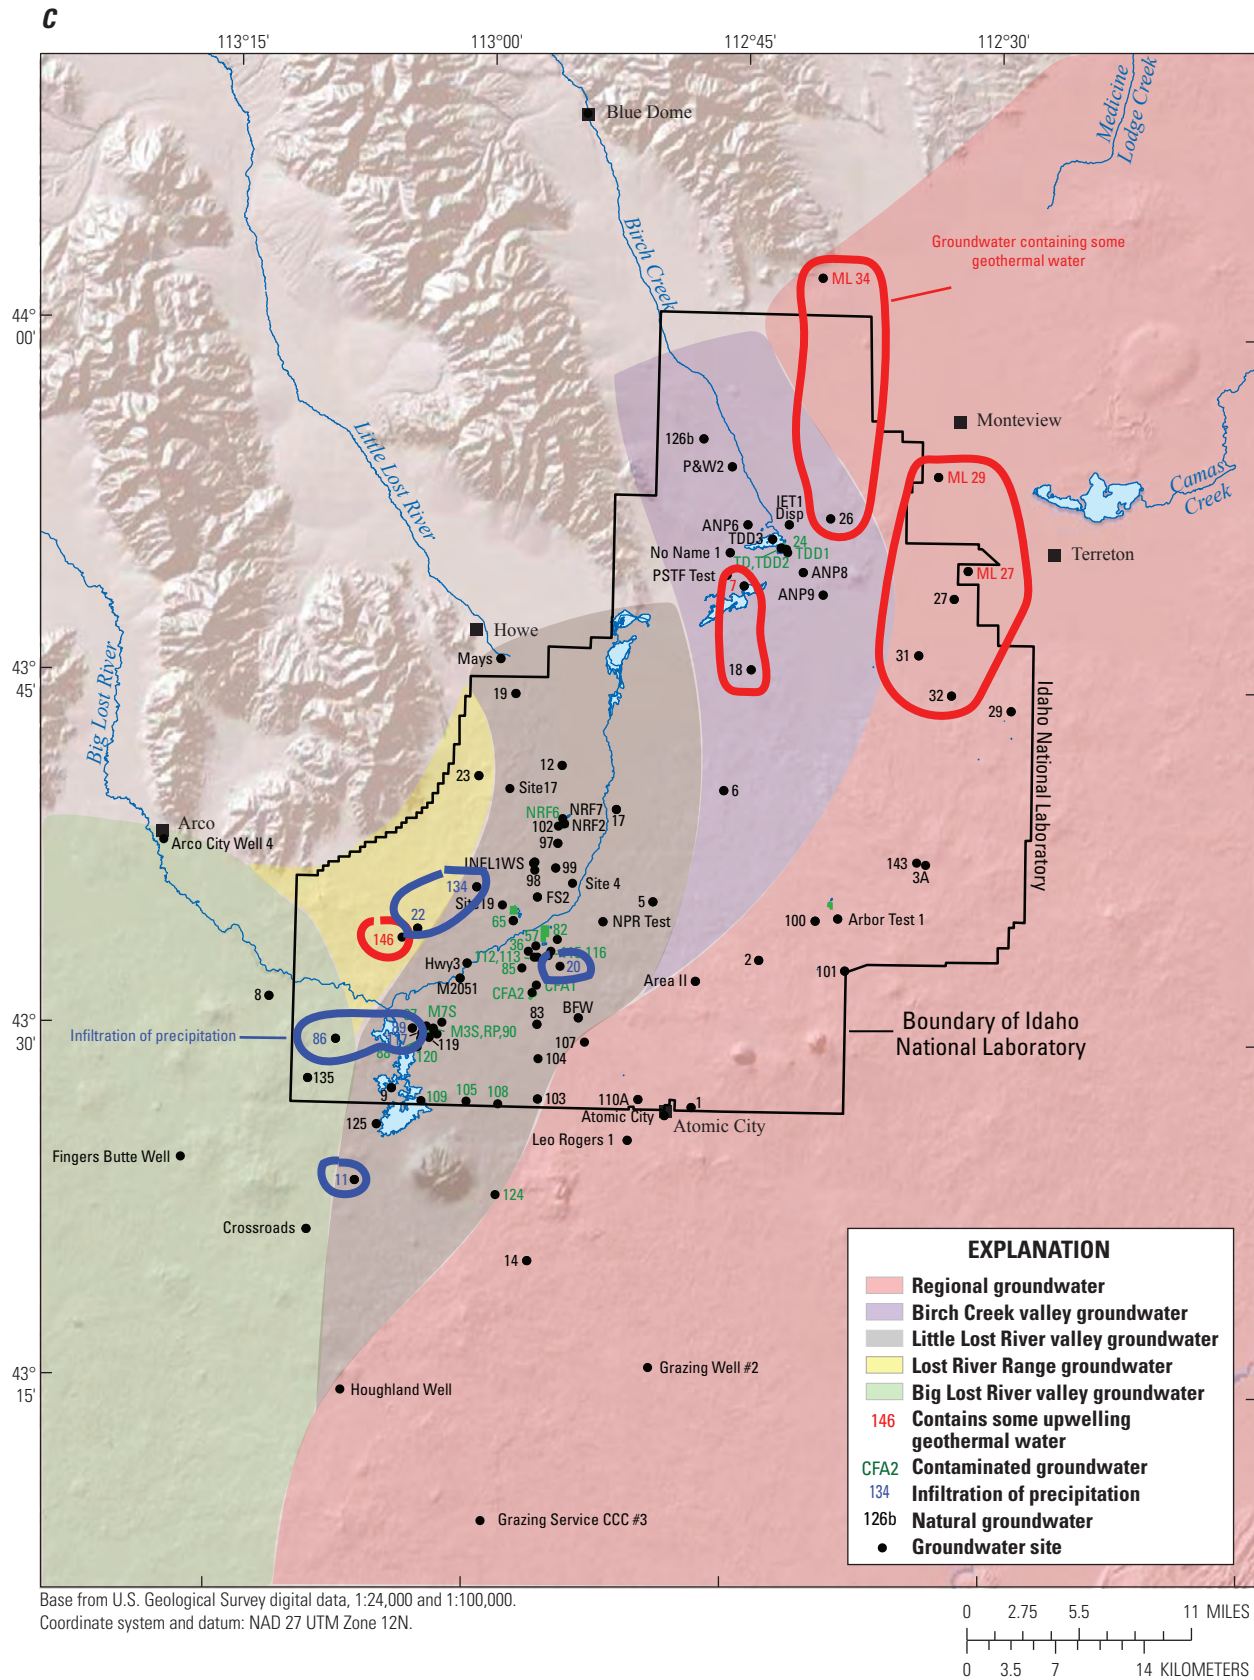 C
113°15'
113°00'
112°45'
112°30'
Blue Dome
Medicine
Lodge Creek
Birch Creek
Groundwater containing some
geothermal water
ML 34
44°
00'
Little Lost River
Monteview
126b
P&W2
ML 29
Camas
Creek
IET1
Disp
ANP6
26
TDD3
24
No Name 1
TDD1
TD,TDD2
Terreton
PSTF Test
ANP8
ML 27
7
ANP9
27
Howe
Mays
31
18
43°
45'
19
32
29
Big Lost River
Idaho National Laboratory
12
23
Site17
6
NRF7
NRF6
17
NRF2
102
Arco
Arco City Well 4
97
INEL1WS
99
143
3A
98
Site 4
134
FS2
5
Site19
65
NPR Test
100
Arbor Test 1
22
146
57
82
36
112,113
116
20
Hwy3
85
2
101
M2051
CFA1
CFA2
Area II
8
BFW
83
43°
30'
Infiltration of precipitation
86
89
M7S
M3S,RP,90
119
120
107
Boundary of Idaho
National Laboratory
104
135
9
109
105
108
103
110A
1
Atomic City
Atomic City
125
Leo Rogers 1
Fingers Butte Well
11
124
Crossroads
14
EXPLANATION
Regional groundwater
Birch Creek valley groundwater
Little Lost River valley groundwater
Lost River Range groundwater
Big Lost River valley groundwater
146 Contains some upwelling
geothermal water
CFA2 Contaminated groundwater
134 Infiltration of precipitation
126b Natural groundwater
Groundwater site
43°
15'
Grazing Well #2
Houghland Well
Grazing Service CCC #3
Base from U.S. Geological Survey digital data, 1:24,000 and 1:100,000.
Coordinate system and datum: NAD 27 UTM Zone 12N.
0 2.75 5.5 11 MILES
0 3.5 7 14 KILOMETERS